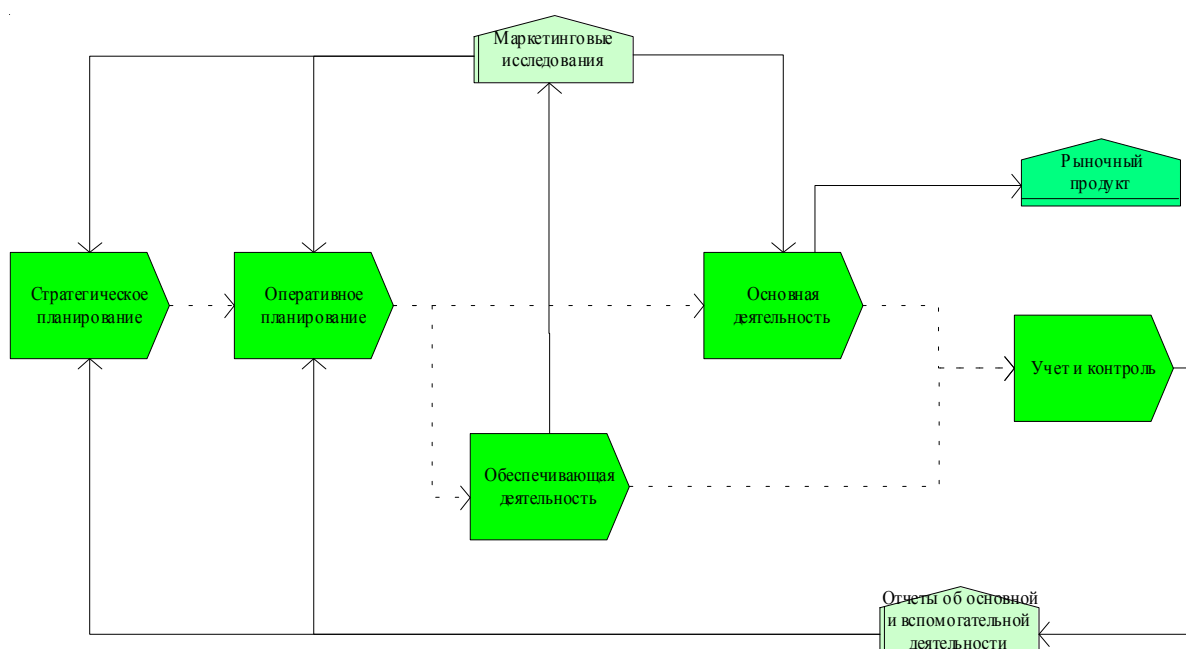 Маркетинговые
исследования
Рыночный
продукт
Стратегическое
планирование
Оперативное
планирование
Основная
деятельность
Учет и контроль
Обеспечивающая
деятельность
Отчеты об основной
и вспомогательной
деятельности